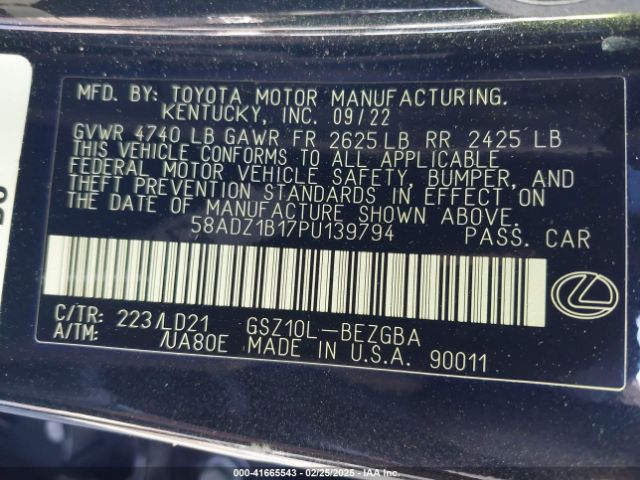 MFD. BY: TOYOTA MOTOR MANUFACTURING.
KENTUCKY, INC. 09/22
GVWR 4740 LB GAWR FR 2625 LB RR 2425 LB
THIS VEHICLE CONFORMS TO ALL APPLICABLE
FEDERAL MOTOR VEHICLE SAFETY, BUMPER, AND
THEFT PREVENTION STANDARDS IN EFFECT ON
THE DATE OF MANUFACTURE SHOWN ABOVE.
58ADZ1B17PU139794 PASS. CAR
C/TR: 223/LD21 GSZ10L-BEZGBA
A/TM: /UA80E MADE IN U.S.A. 90011
000-41665543 // 02/25/2025 - IAAI.COM